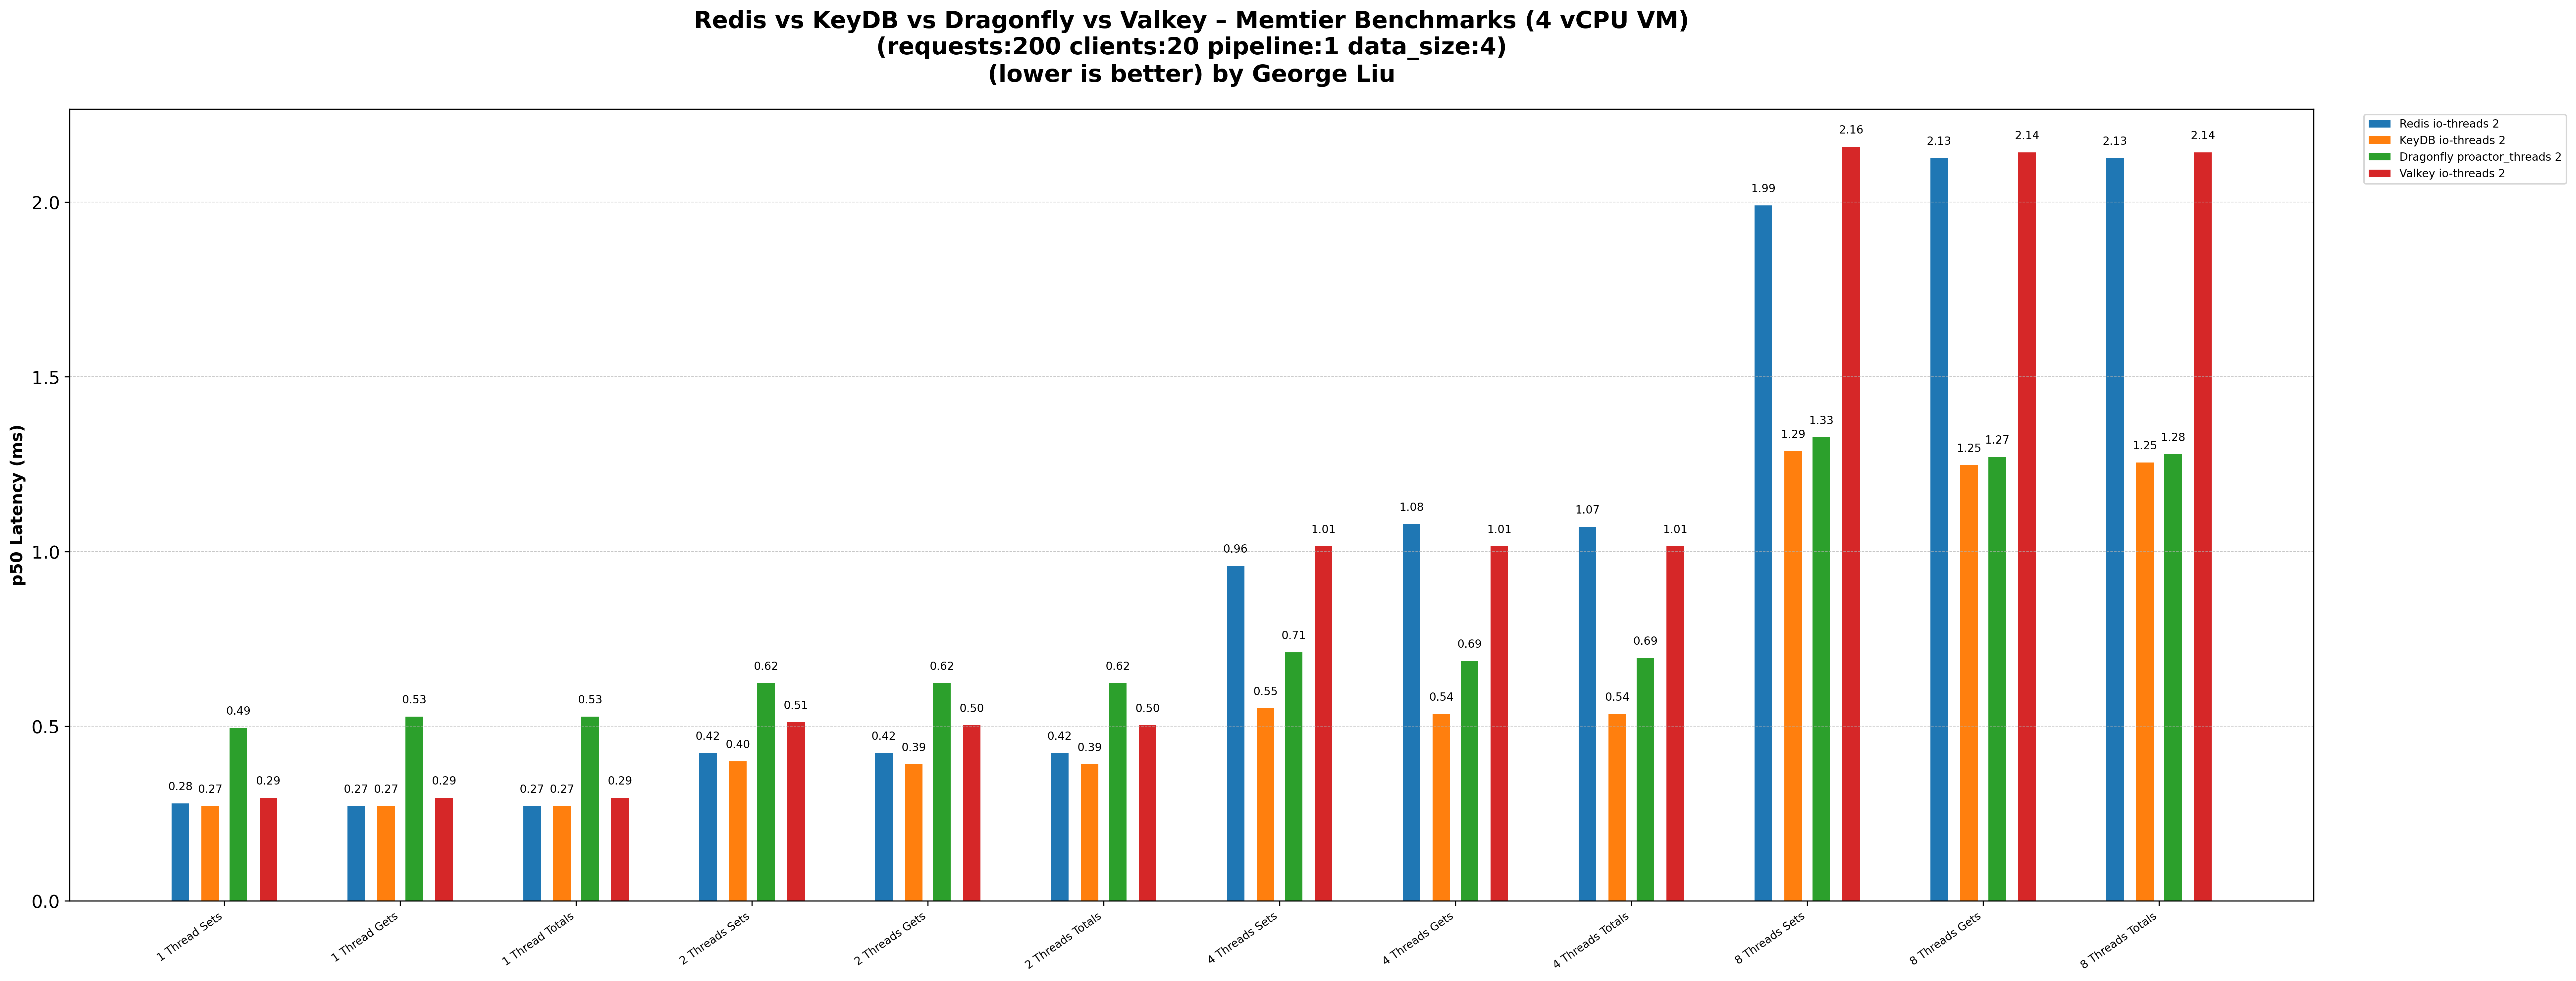 Redis vs KeyDB vs Dragonfly vs Valkey – Memtier Benchmarks (4 vCPU VM)
(requests:200 clients:20 pipeline:1 data_size:4)
(lower is better) by George Liu
Redis io-threads 2
KeyDB io-threads 2
Dragonfly proactor_threads 2
Valkey io-threads 2
p50 Latency (ms)
2.0
1.5
1.0
0.5
0.0
0.28 0.27 0.49 0.29
0.27 0.27 0.53 0.29
0.27 0.27 0.53 0.29
0.42 0.40 0.62 0.51
0.42 0.39 0.62 0.50
0.42 0.39 0.62 0.50
0.96 0.55 0.71 1.01
1.08 0.54 0.69 1.01
1.07 0.54 0.69 1.01
1.99 1.29 1.33 2.16
2.13 1.25 1.27 2.14
2.13 1.25 1.28 2.14
1 Thread Sets
1 Thread Gets
1 Thread Totals
2 Threads Sets
2 Threads Gets
2 Threads Totals
4 Threads Sets
4 Threads Gets
4 Threads Totals
8 Threads Sets
8 Threads Gets
8 Threads Totals